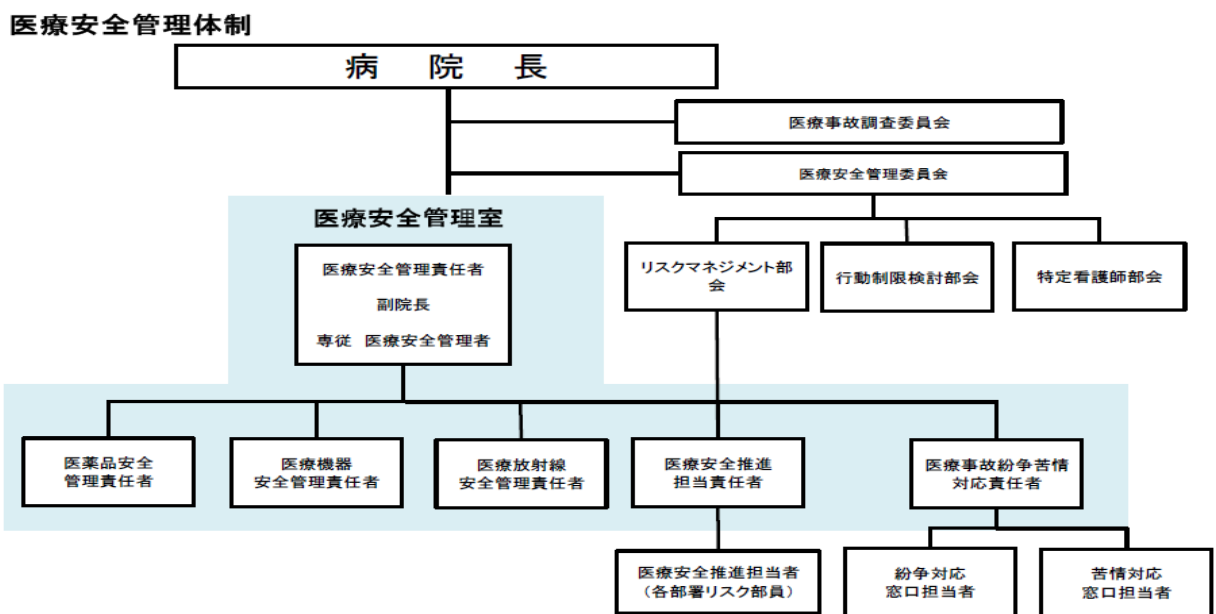 医療安全管理体制
病 院 長
医療事故調査委員会
医療安全管理委員会
医療安全管理室
医療安全管理責任者
副院長
専従 医療安全管理者
リスクマネジメント部
会
行動制限検討部会
特定看護師部会
医薬品安全
管理責任者
医療機器
安全管理責任者
医療放射線
安全管理責任者
医療安全推進
担当責任者
医療事故紛争苦情
対応責任者
医療安全推進担当者
(各部署リスク部員)
紛争対応
窓口担当者
苦情対応
窓口担当者